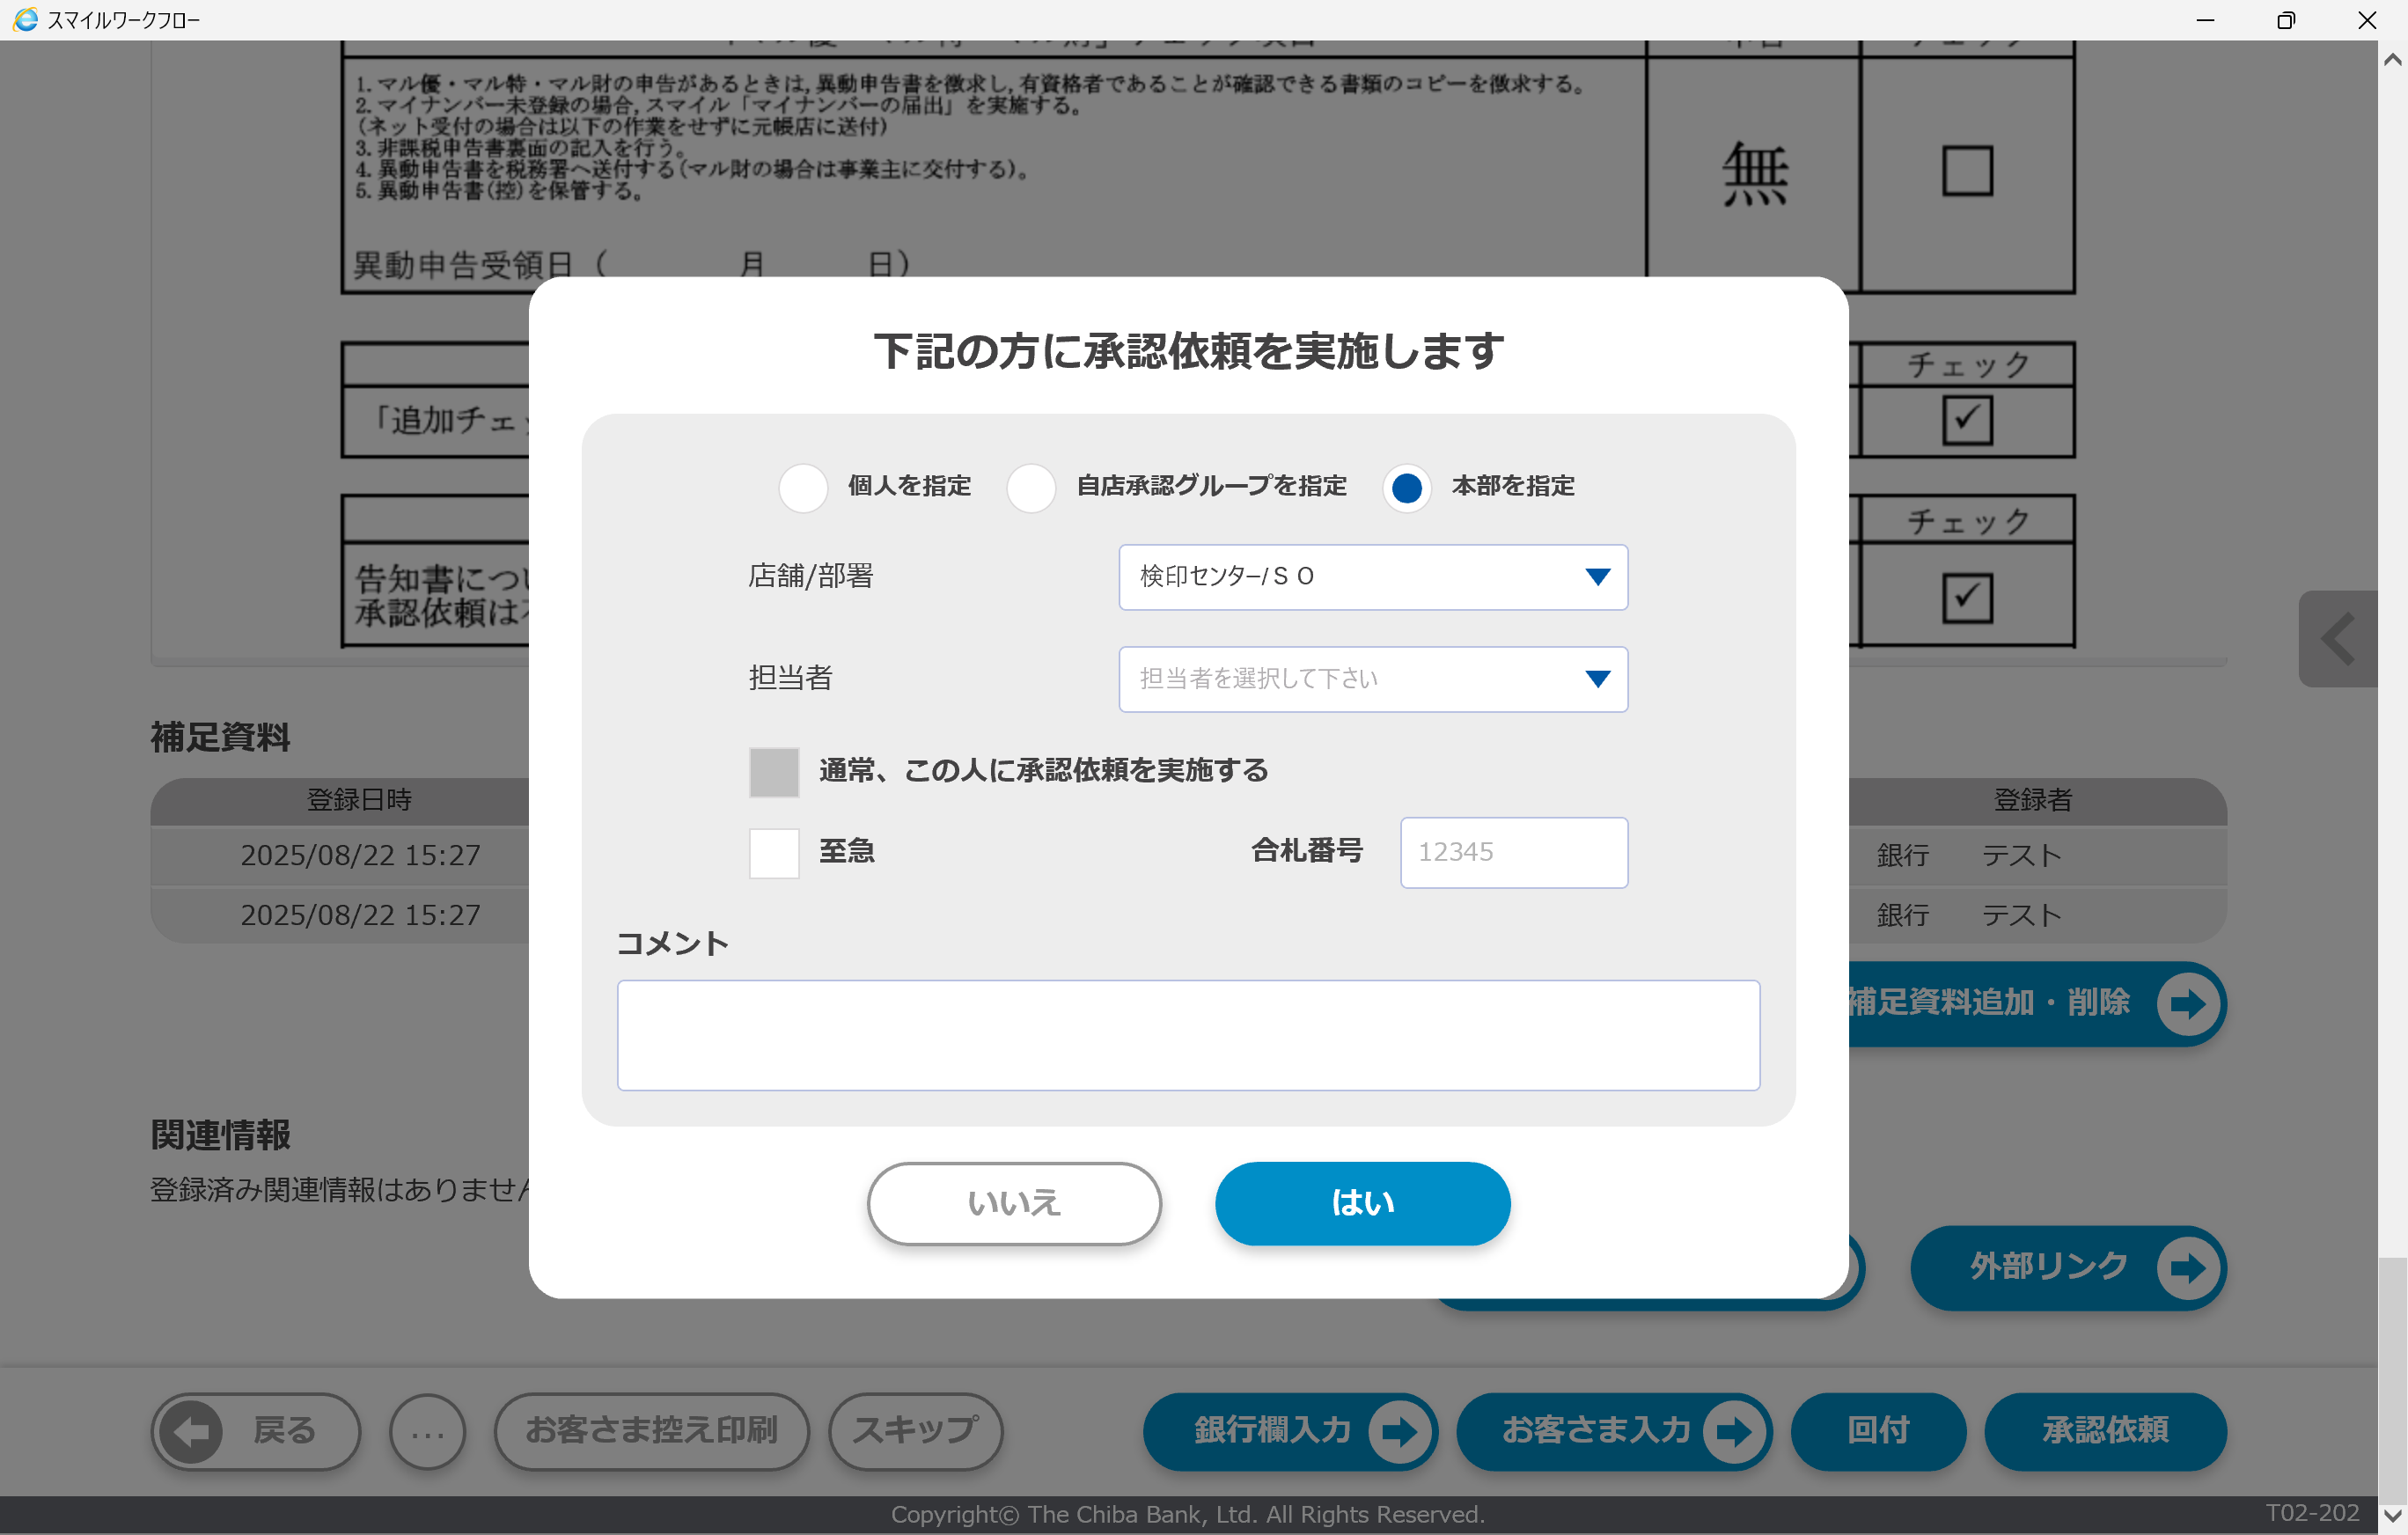 スマイルワークフロー
1.マル優・マル特・マル財の申告があるときは,異動申告書を徴求し,有資格者であることが確認できる書類のコピーを徴求する。
2.マイナンバー未登録の場合,スマイル「マイナンバーの届出」を実施する。
(ネット受付の場合は以下の作業をせずに元帳店に送付)
3.非課税申告書裏面の記入を行う。
4.異動申告書を税務署へ送付する(マル財の場合は事業主に交付する)。
5.異動申告書(控)を保管する。
無
異動申告受領日( 月 日)
下記の方に承認依頼を実施します
チェック
「追加チェ
個人を指定 自店承認グループを指定 本部を指定
チェック
店舗/部署 検印センター/ＳＯ
告知書につい
承認依頼は
担当者 担当者を選択して下さい
補足資料
通常、この人に承認依頼を実施する
登録日時 登録者
至急 合札番号 12345
2025/08/22 15:27 銀行 テスト
2025/08/22 15:27 銀行 テスト
コメント
補足資料追加・削除
関連情報
登録済み関連情報はありません
いいえ はい
外部リンク
戻る ... お客さま控え印刷 スキップ 銀行欄入力 お客さま入力 回付 承認依頼
Copyright© The Chiba Bank, Ltd. All Rights Reserved.
T02-202